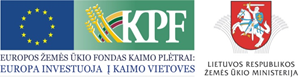 KPF
EUROPOS ŽEMĖS ŪKIO FONDAS KAIMO PLĖTRAI:
EUROPA INVESTUOJA Į KAIMO VIETOVES
LIETUVOS RESPUBLIKOS
ŽEMĖS ŪKIO MINISTERIJA